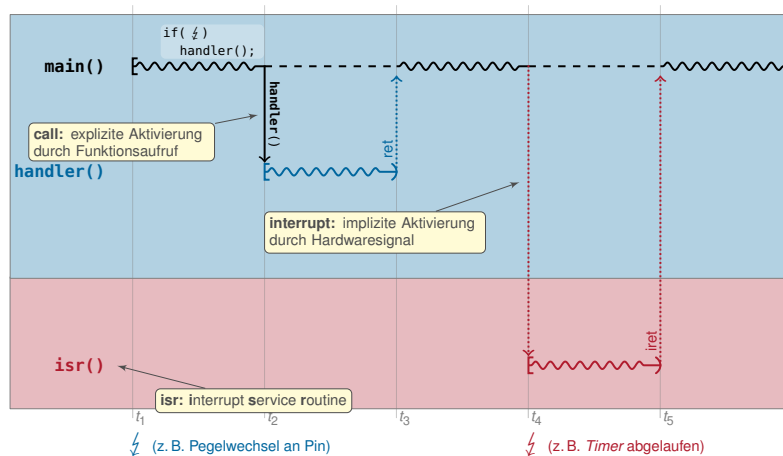 if(↯)
handler();
main()
handler()
call: explizite Aktivierung
durch Funktionsaufruf
ret
handler()
interrupt: implizite Aktivierung
durch Hardwaresignal
iret
isr()
isr: interrupt service routine
t1 t2 t3 t4 t5
↯ (z. B. Pegelwechsel an Pin) ↯ (z. B. Timer abgelaufen)